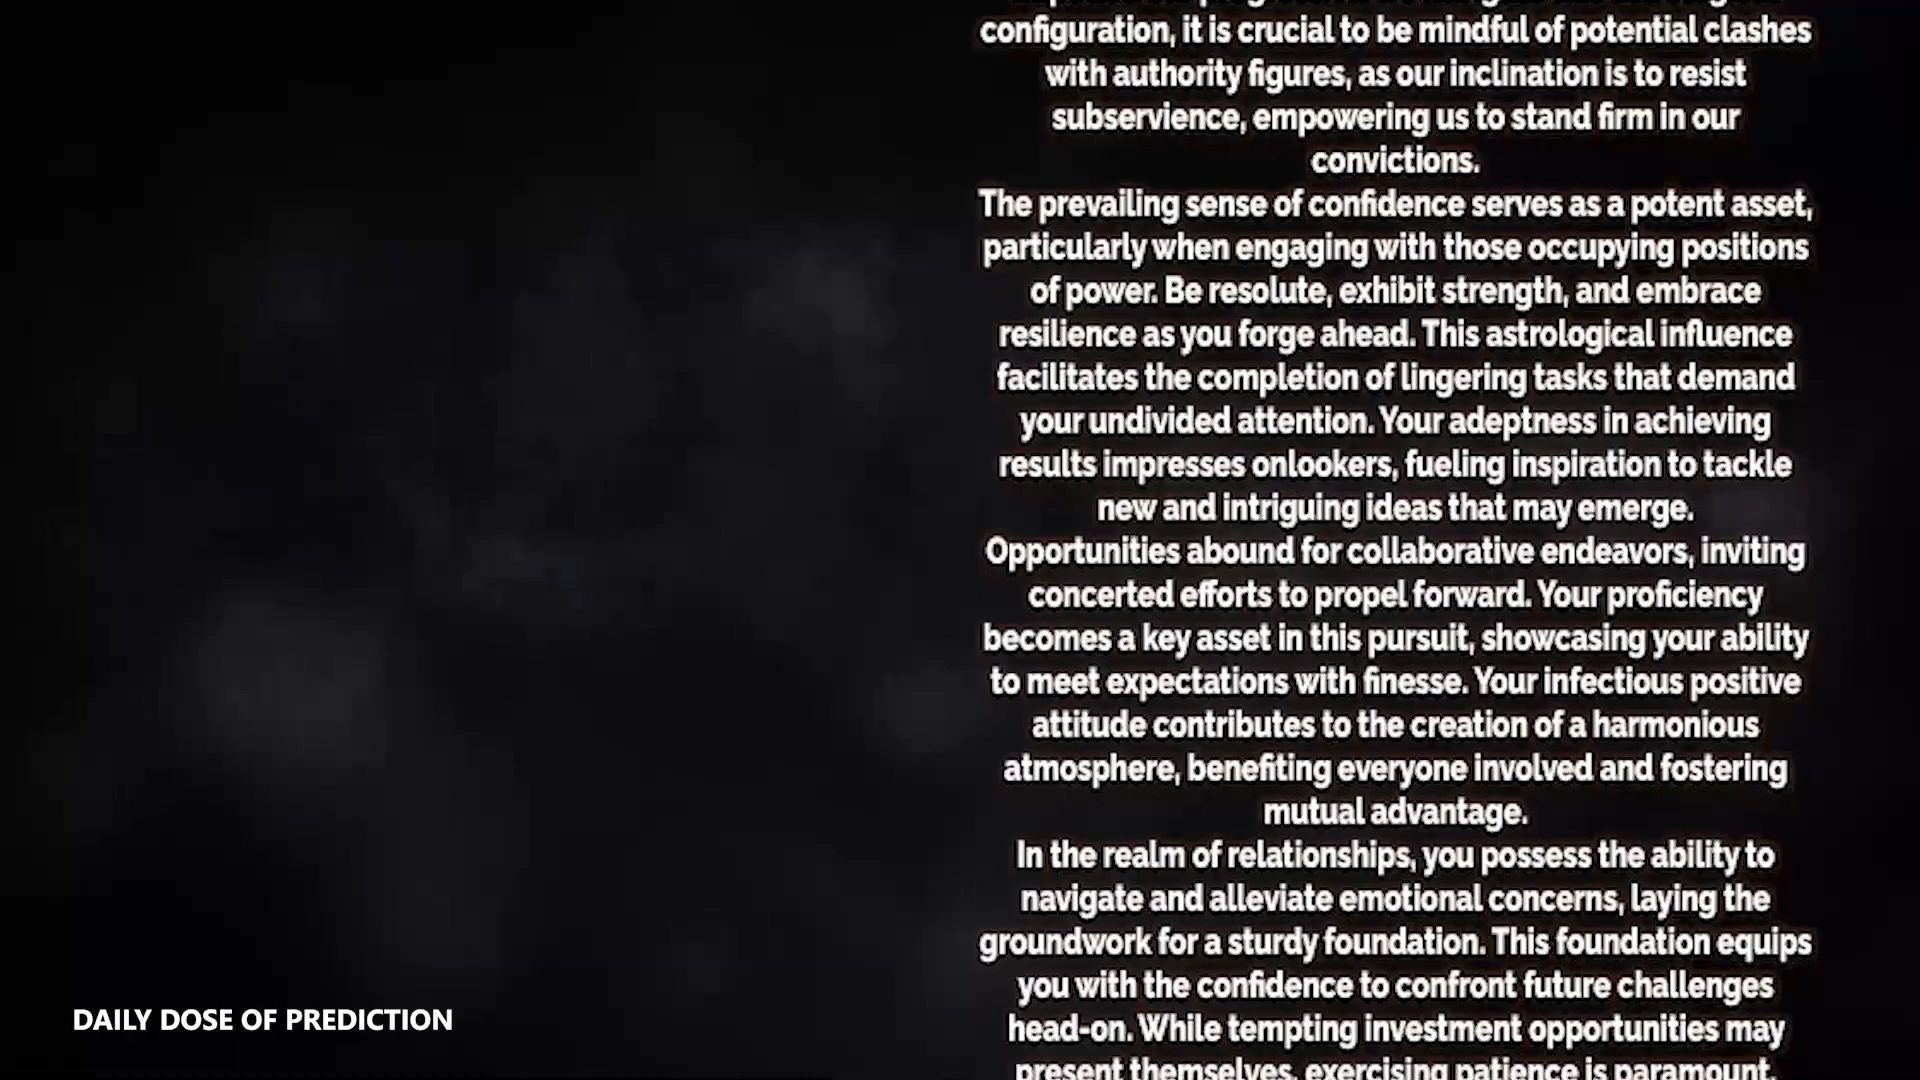 configuration, it is crucial to be mindful of potential clashes
with authority figures, as our inclination is to resist
subservience, empowering us to stand firm in our
convictions.
The prevailing sense of confidence serves as a potent asset,
particularly when engaging with those occupying positions
of power. Be resolute, exhibit strength, and embrace
resilience as you forge ahead. This astrological influence
facilitates the completion of lingering tasks that demand
your undivided attention. Your adeptness in achieving
results impresses onlookers, fueling inspiration to tackle
new and intriguing ideas that may emerge.
Opportunities abound for collaborative endeavors, inviting
concerted efforts to propel forward. Your proficiency
becomes a key asset in this pursuit, showcasing your ability
to meet expectations with finesse. Your infectious positive
attitude contributes to the creation of a harmonious
atmosphere, benefiting everyone involved and fostering
mutual advantage.
In the realm of relationships, you possess the ability to
navigate and alleviate emotional concerns, laying the
groundwork for a sturdy foundation. This foundation equips
you with the confidence to confront future challenges
head-on. While tempting investment opportunities may
present themselves, exercising patience is paramount.
DAILY DOSE OF PREDICTION